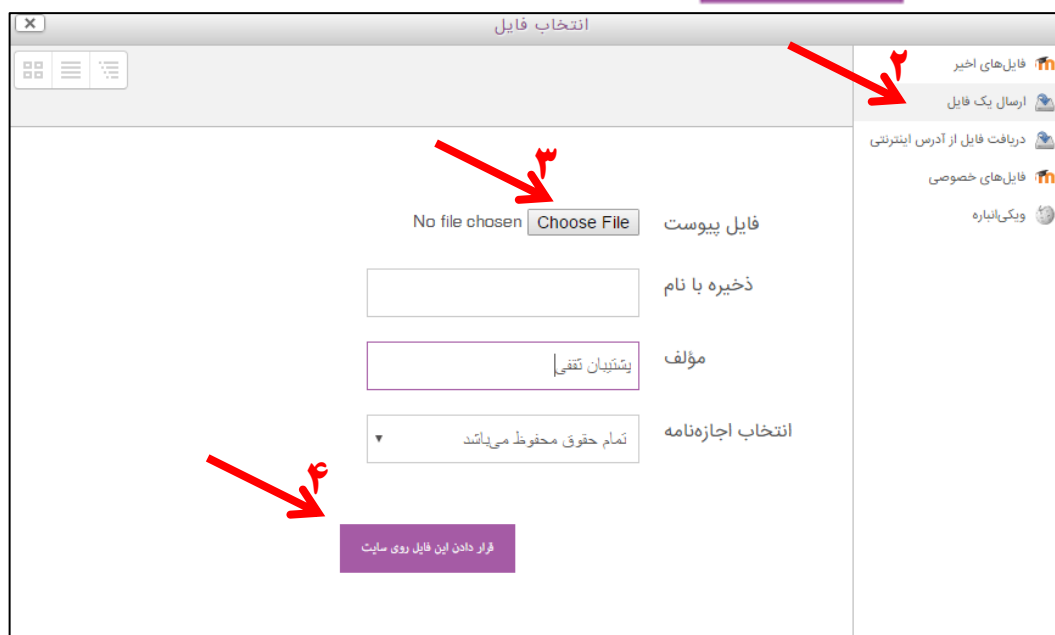 انتخاب فایل
فایل‌های اخیر
۲
ارسال یک فایل
دریافت فایل از آدرس اینترنتی
فایل‌های خصوصی
ویکی‌انباره
۳
فایل پیوست Choose File No file chosen
ذخیره با نام
مؤلف پشتیبان ثقفی
انتخاب اجازه‌نامه تمام حقوق محفوظ می‌باشد
۴
قرار دادن این فایل روی سایت